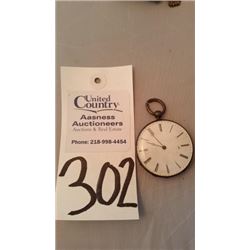 United
Country
Aasness
Auctioneers
Auctions & Real Estate
Phone: 218-998-4454
302